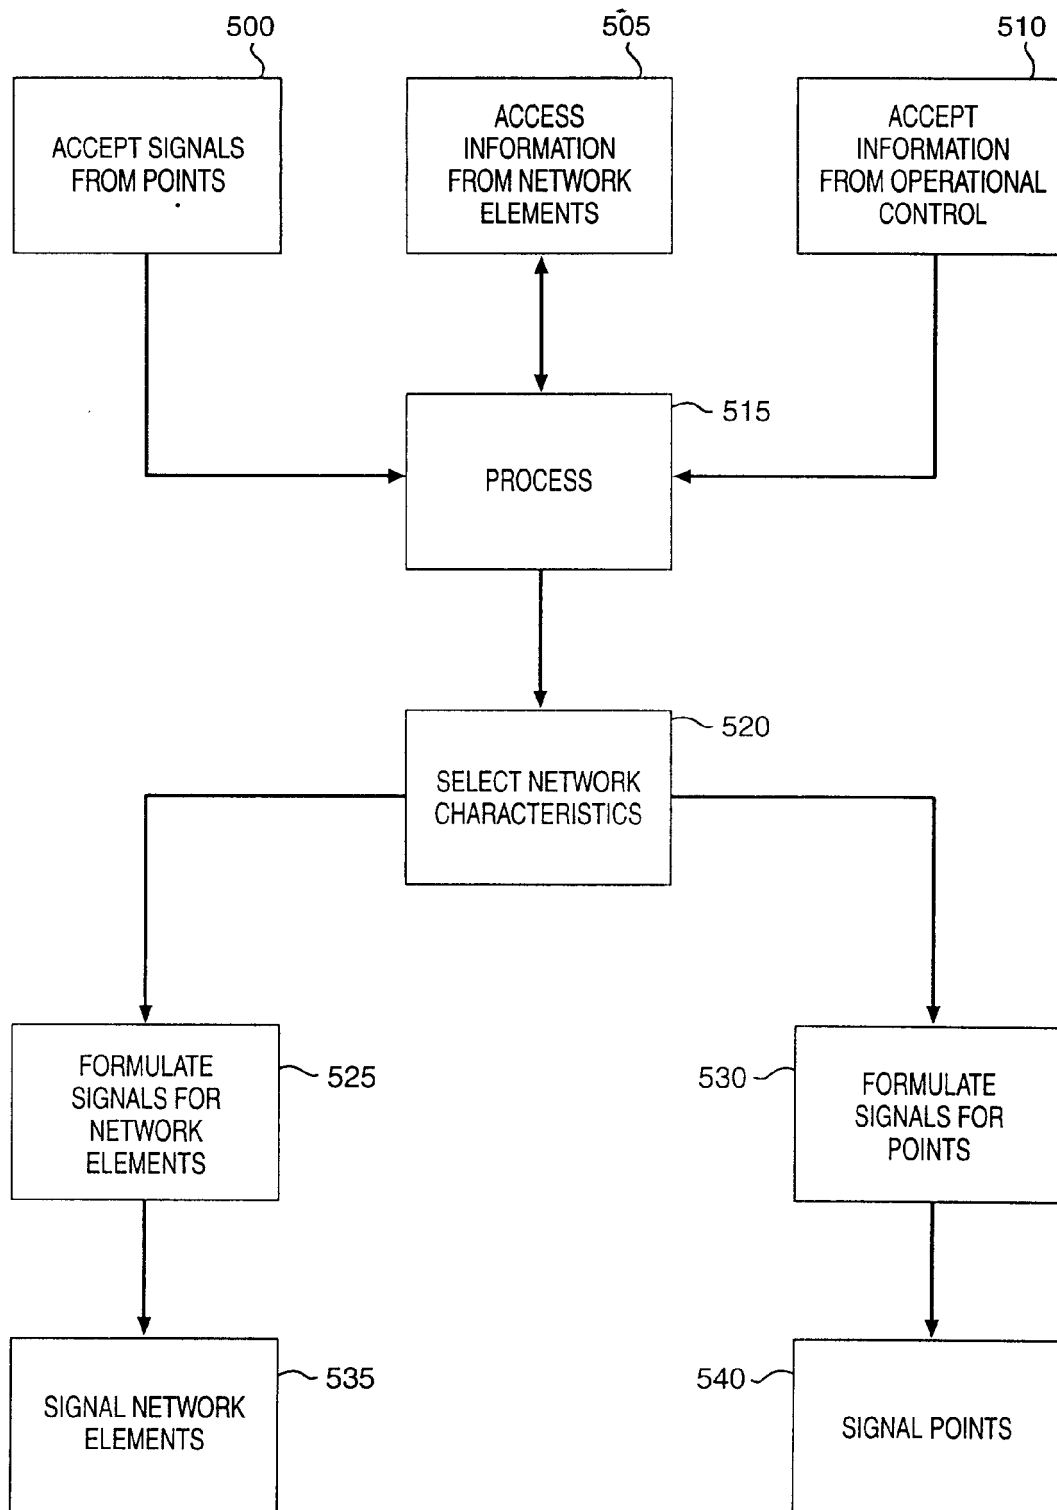 500
505
510
ACCEPT SIGNALS
FROM POINTS
ACCESS
INFORMATION
FROM NETWORK
ELEMENTS
ACCEPT
INFORMATION
FROM OPERATIONAL
CONTROL
515
PROCESS
520
SELECT NETWORK
CHARACTERISTICS
FORMULATE
SIGNALS FOR
NETWORK
ELEMENTS
525
530
FORMULATE
SIGNALS FOR
POINTS
SIGNAL NETWORK
ELEMENTS
535
540
SIGNAL POINTS